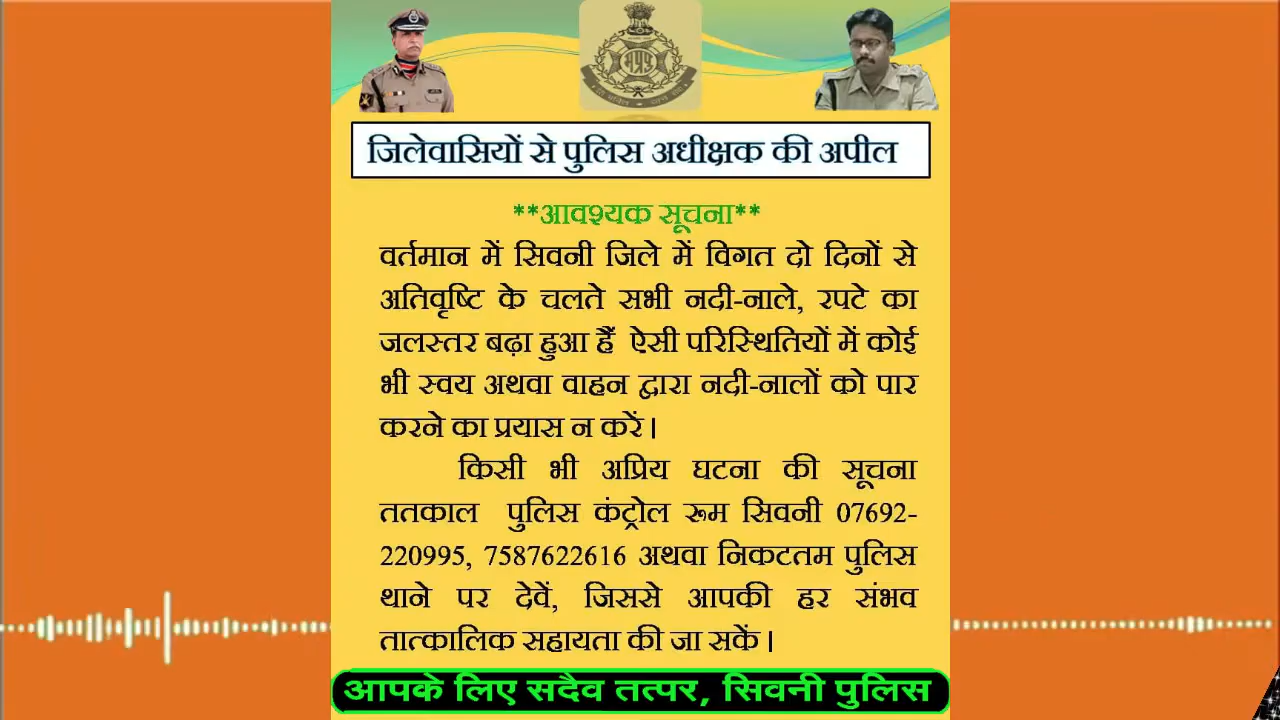 मप्रपु
जिलेवासियों से पुलिस अधीक्षक की अपील
**आवश्यक सूचना**
वर्तमान में सिवनी जिले में विगत दो दिनों से
अतिवृष्टि के चलते सभी नदी-नाले, रपटे का
जलस्तर बढ़ा हुआ हैं ऐसी परिस्थितियों में कोई
भी स्वय अथवा वाहन द्वारा नदी-नालों को पार
करने का प्रयास न करें।
किसी भी अप्रिय घटना की सूचना
ततकाल पुलिस कंट्रोल रूम सिवनी 07692-
220995, 7587622616 अथवा निकटतम पुलिस
थाने पर देवें, जिससे आपकी हर संभव
तात्कालिक सहायता की जा सकें।
आपके लिए सदैव तत्पर, सिवनी पुलिस